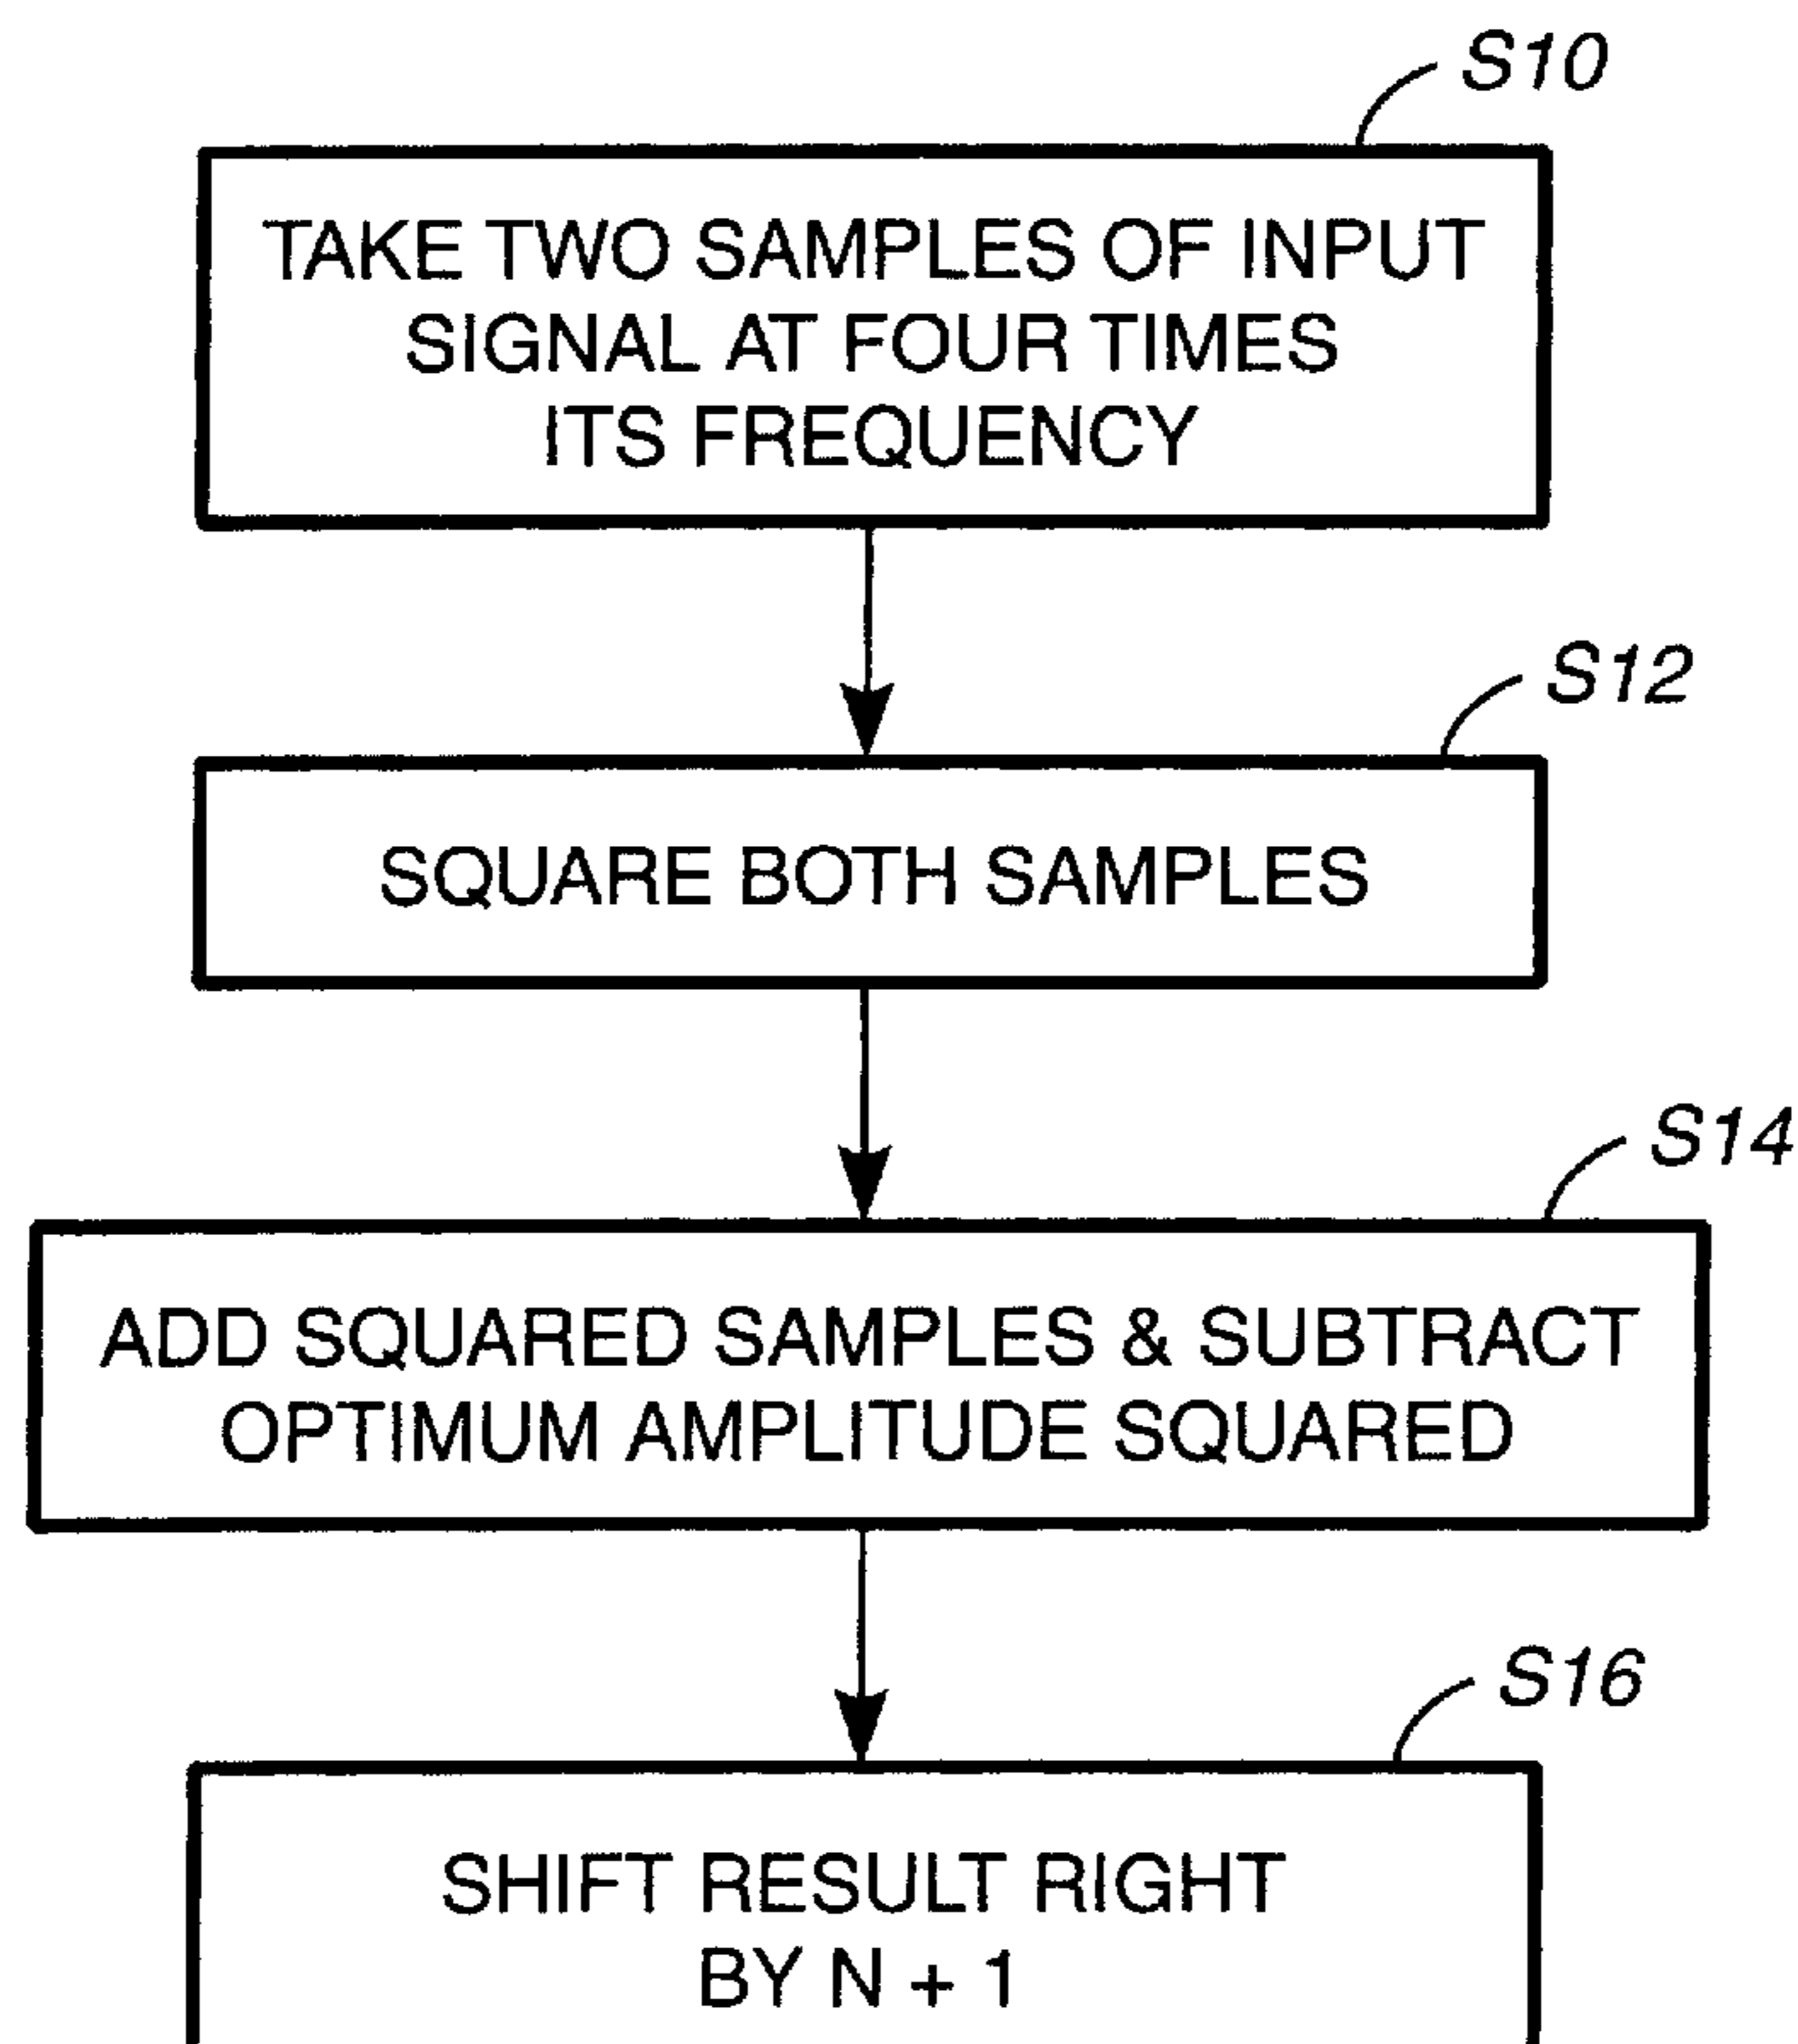 S10
TAKE TWO SAMPLES OF INPUT
SIGNAL AT FOUR TIMES
ITS FREQUENCY
S12
SQUARE BOTH SAMPLES
S14
ADD SQUARED SAMPLES & SUBTRACT
OPTIMUM AMPLITUDE SQUARED
S16
SHIFT RESULT RIGHT
BY N + 1